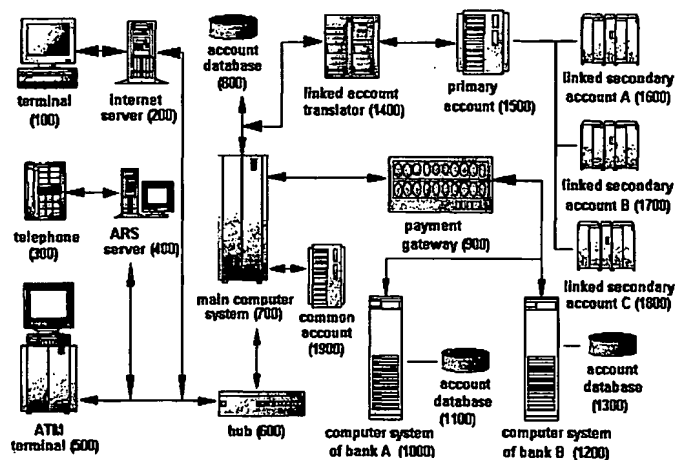 terminal
(100)
internet
server (200)
account
database
(800)
linked account
translator (1400)
primary
account (1500)
linked secondary
account A (1600)
telephone
(300)
ARS
server (400)
main computer
system (700)
common
account
(1900)
payment
gateway (900)
linked secondary
account B (1700)
linked secondary
account C (1800)
ATM
terminal (500)
hub (600)
account
database
(1100)
account
database
(1300)
computer system
of bank A (1000)
computer system
of bank B (1200)